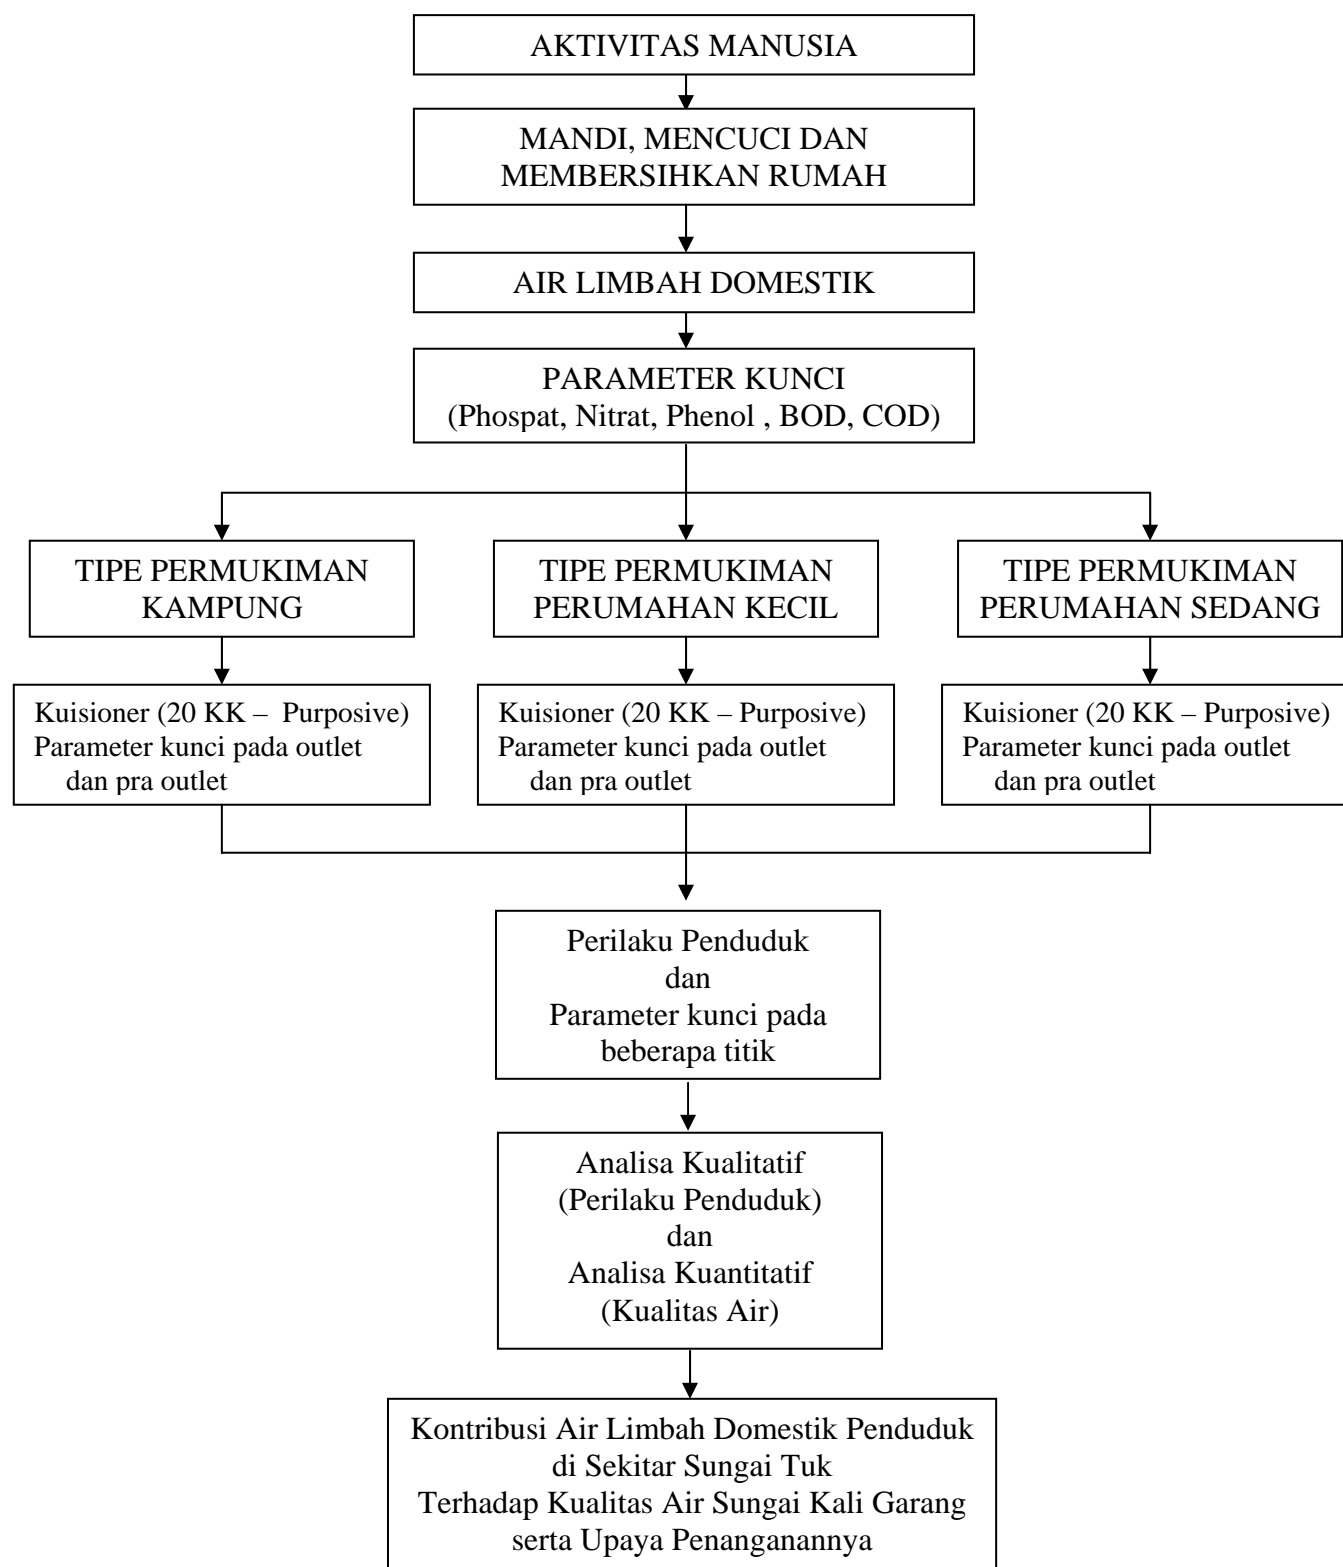 AKTIVITAS MANUSIA
MANDI, MENCUCI DAN
MEMBERSIHKAN RUMAH
AIR LIMBAH DOMESTIK
PARAMETER KUNCI
(Phospat, Nitrat, Phenol , BOD, COD)
TIPE PERMUKIMAN
KAMPUNG
TIPE PERMUKIMAN
PERUMAHAN KECIL
TIPE PERMUKIMAN
PERUMAHAN SEDANG
Kuisioner (20 KK – Purposive)
Parameter kunci pada outlet
dan pra outlet
Kuisioner (20 KK – Purposive)
Parameter kunci pada outlet
dan pra outlet
Kuisioner (20 KK – Purposive)
Parameter kunci pada outlet
dan pra outlet
Perilaku Penduduk
dan
Parameter kunci pada
beberapa titik
Analisa Kualitatif
(Perilaku Penduduk)
dan
Analisa Kuantitatif
(Kualitas Air)
Kontribusi Air Limbah Domestik Penduduk
di Sekitar Sungai Tuk
Terhadap Kualitas Air Sungai Kali Garang
serta Upaya Penanganannya